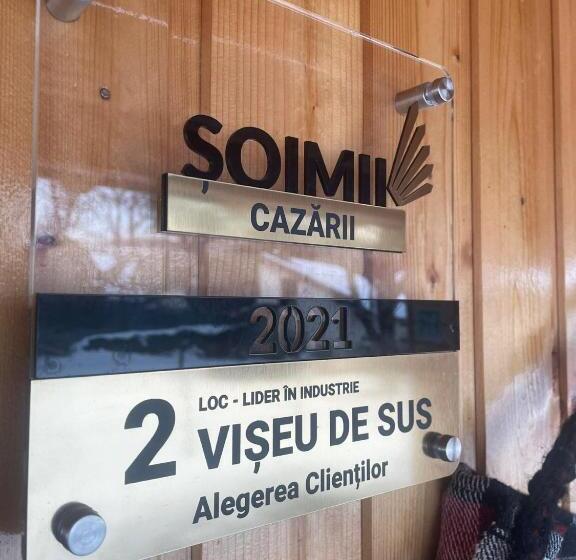 ȘOIMII
CAZĂRII
2021
LOC - LIDER ÎN INDUSTRIE
2 VIȘEU DE SUS
Alegerea Clienților